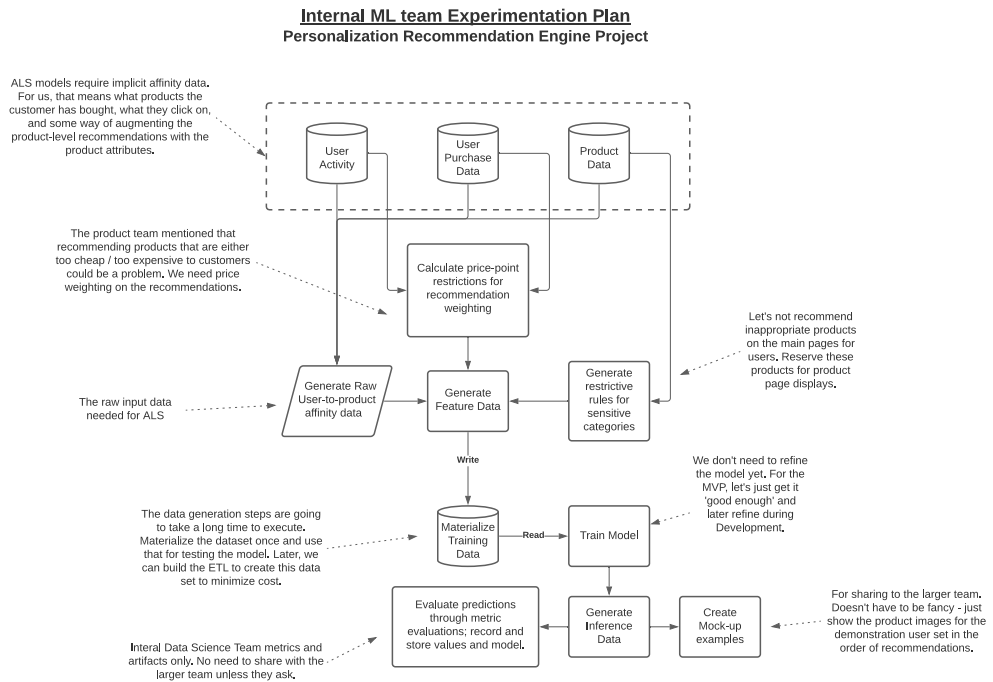 Internal ML team Experimentation Plan
Personalization Recommendation Engine Project
ALS models require implicit affinity data.
For us, that means what products the
customer has bought, what they click on,
and some way of augmenting the
product-level recommendations with the
product attributes.
User
Activity
User
Purchase
Data
Product
Data
The product team mentioned that
recommending products that are either
too cheap / too expensive to customers
could be a problem. We need price
weighting on the recommendations.
Calculate price-point
restrictions for
recommendation
weighting
Let's not recommend
inappropriate products
on the main pages for
users. Reserve these
products for product
page displays.
The raw input data
needed for ALS
Generate Raw
User-to-product
affinity data
Generate
Feature Data
Generate
restrictive
rules for
sensitive
categories
Write
We don't need to refine
the model yet. For the
MVP, let's just get it
'good enough' and
later refine during
Development.
The data generation steps are going
to take a long time to execute.
Materialize the dataset once and use
that for testing the model. Later, we
can build the ETL to create this data
set to minimize cost.
Materialize
Training
Data
Read
Train Model
Evaluate predictions
through metric
evaluations; record and
store values and model.
Generate
Inference
Data
Create
Mock-up
examples
For sharing to the larger team.
Doesn't have to be fancy - just
show the product images for the
demonstration user set in the
order of recommendations.
Interal Data Science Team metrics and
artifacts only. No need to share with the
larger team unless they ask.